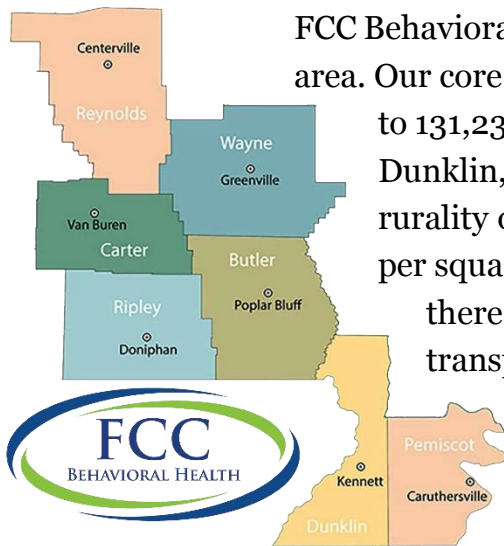 FCC Behaviora
area. Our core
to 131,23
Dunklin,
rurality o
per squa
there
trans
Centerville
Reynolds
Wayne
Greenville
Van Buren
Carter
Butler
Ripley
Poplar Bluff
Doniphan
FCC
BEHAVIORAL HEALTH
Pemiscot
Kennett
Caruthersville
Dunklin